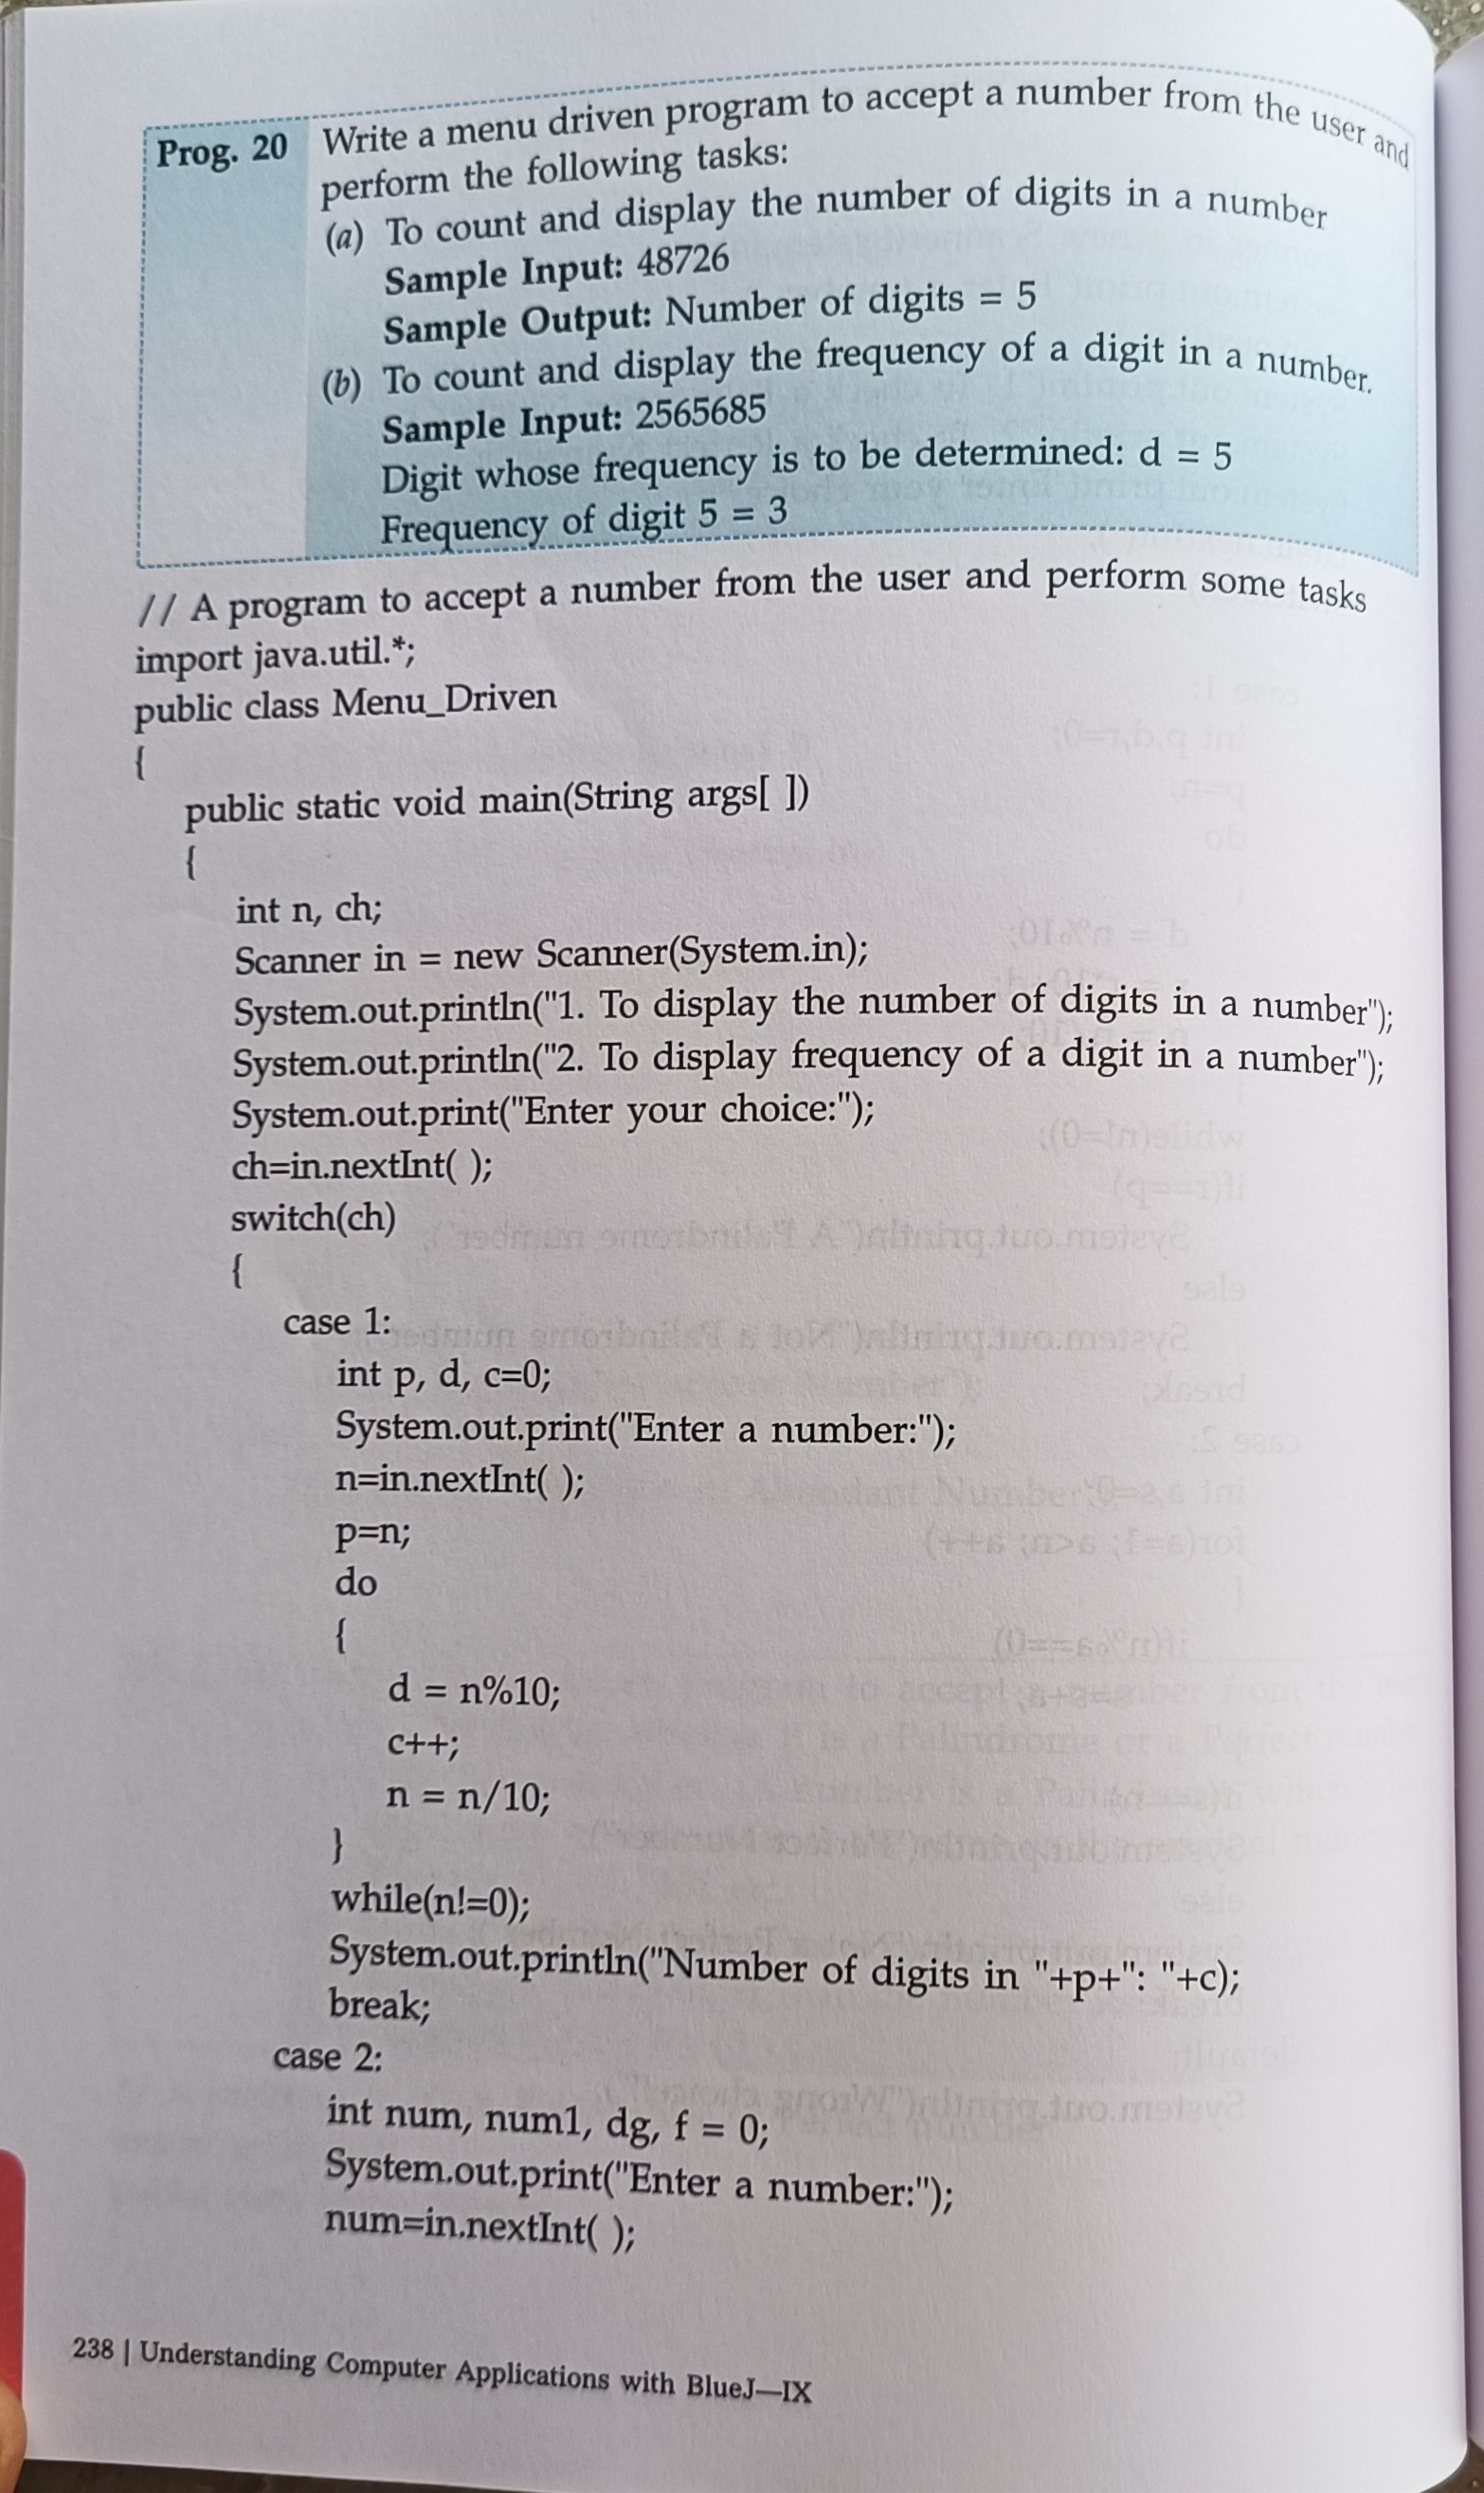 Prog. 20 Write a menu driven program to accept a number from the user and
perform the following tasks:
(a) To count and display the number of digits in a number
Sample Input: 48726
Sample Output: Number of digits = 5
(b) To count and display the frequency of a digit in a number.
Sample Input: 2565685
Digit whose frequency is to be determined: d = 5
Frequency of digit 5 = 3
// A program to accept a number from the user and perform some tasks
import java.util.*;
public class Menu_Driven
{
public static void main(String args[ ])
{
int n, ch;
Scanner in = new Scanner(System.in);
System.out.println("1. To display the number of digits in a number");
System.out.println("2. To display frequency of a digit in a number");
System.out.print("Enter your choice:");
ch=in.nextInt( );
switch(ch)
{
case 1:
int p, d, c=0;
System.out.print("Enter a number:");
n=in.nextInt( );
p=n;
do
{
d = n%10;
c++;
n = n/10;
}
while(n!=0);
System.out.println("Number of digits in "+p+": "+c);
break;
case 2:
int num, num1, dg, f = 0;
System.out.print("Enter a number:");
num=in.nextInt( );
238 | Understanding Computer Applications with BlueJ—IX